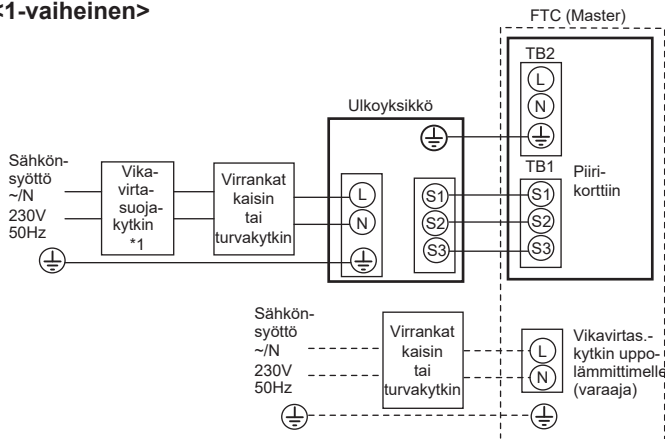 <1-vaiheinen>
FTC (Master)
TB2
L
N
Ulkoyksikkö
TB1
Piiri-
korttiin
S1
S2
S3
Sähkön-
syöttö
~/N
230V
50Hz
Vika-
virta-
suoja-
kytkin
*1
Virrankat
kaisin
tai
turvakytkin
L
N
S1
S2
S3
Sähkön-
syöttö
~/N
230V
50Hz
Virrankat
kaisin
tai
turvakytkin
L
N
Vikavirtas.-
kytkin uppo-
lämmittimelle
(varaaja)